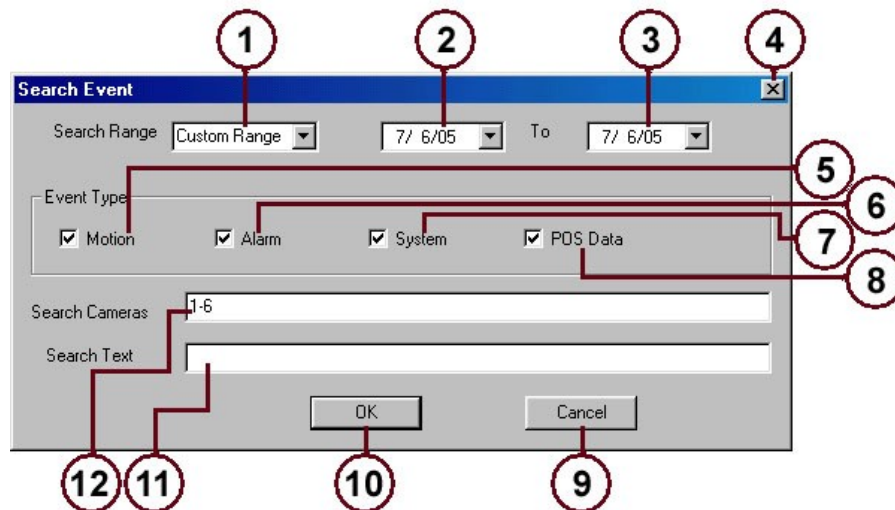 1 2 3 4
Search Event
Search Range Custom Range 7/ 6/05 To 7/ 6/05
5
Event Type
6
Motion Alarm System POS Data
7
8
Search Cameras 1-6
Search Text
OK Cancel
12 11 10 9